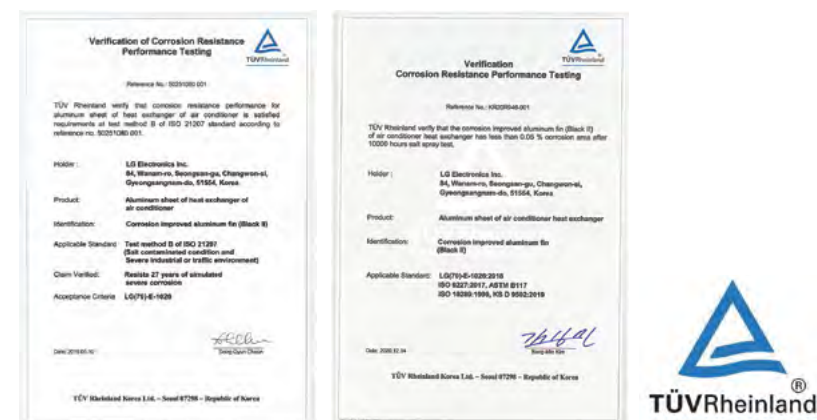 Verification of Corrosion Resistance
Performance Testing
TÜVRheinland
TÜV Rheinland verify that corrosion resistance performance for
aluminum sheet of heat exchanger of air conditioner is satisfied
requirements at test method B of ISO 21207 standard according to
reference no. 50251080 001.
Holder :
LG Electronics Inc.
84, Wanam-ro, Seongsan-gu, Changwon-si,
Gyeongsangnam-do, 51554, Korea
Product:
Aluminum sheet of heat exchanger of
air conditioner
Identification:
Corrosion improved aluminum fin (Black II)
Applicable Standard:
Test method B of ISO 21207
(Salt contaminated condition and
Severe industrial or traffic environment)
Claim Verified:
Resists 27 years of simulated
severe corrosion
Acceptance Criteria
TÜV Rheinland Korea Ltd. – Seoul 07298 – Republic of Korea
TÜVRheinland
Verification
Corrosion Resistance Performance Testing
TÜV Rheinland verify that the corrosion improved aluminum fin (Black II)
of air conditioner heat exchanger has less than 0.05 % corrosion area after
10000 hours salt spray test.
Holder :
LG Electronics Inc.
84, Wanam-ro, Seongsan-gu, Changwon-si,
Gyeongsangnam-do, 51554, Korea
Product:
Aluminum sheet of air conditioner heat exchanger
Identification:
Corrosion improved aluminum fin
(Black II)
Applicable Standard:
ISO 9227:2017, ASTM B117
TÜV Rheinland Korea Ltd. – Seoul 07298 – Republic of Korea
TÜVRheinland
®